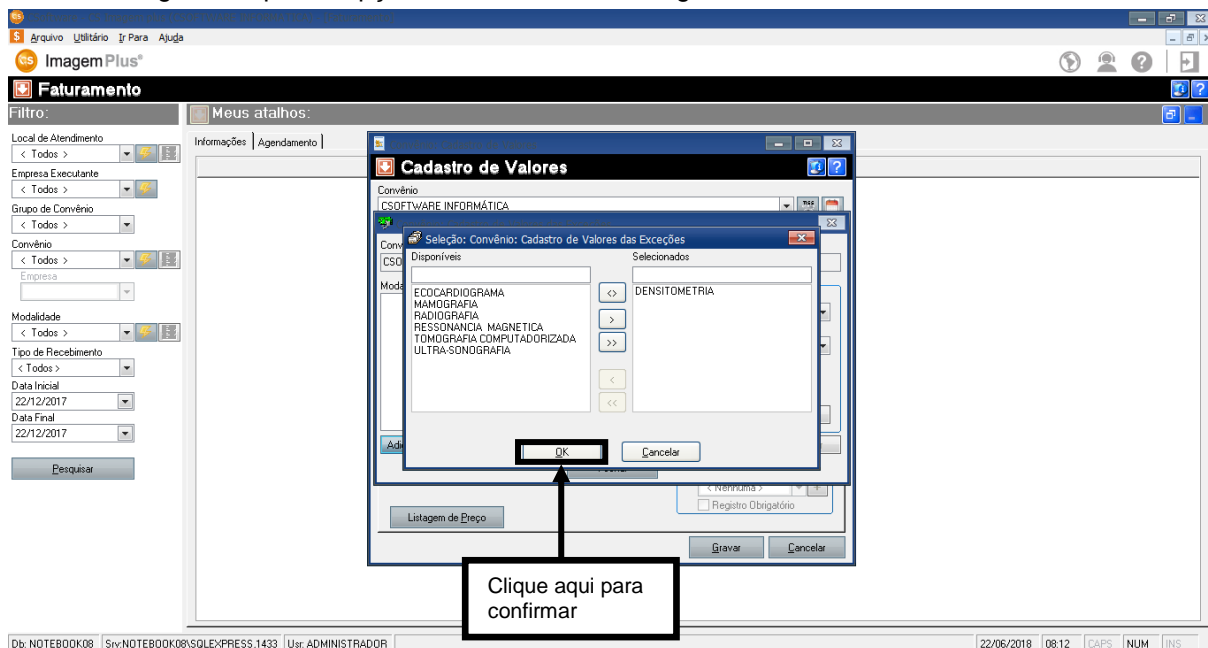 Arquivo Utilitário Ir Para Ajuda
ImagemPlus®
Faturamento
Filtro:
Meus atalhos:
Local de Atendimento
< Todos >
Empresa Executante
< Todos >
Grupo de Convênio
< Todos >
Convênio
< Todos >
Empresa
Modalidade
< Todos >
Tipo de Recebimento
< Todos >
Data Inicial
22/12/2017
Data Final
22/12/2017
Pesquisar
Informações Agendamento
Cadastro de Valores
Convênio
CSOFTWARE INFORMÁTICA
Conv
CSO
Moda
Seleção: Convênio: Cadastro de Valores das Exceções
Disponíveis Selecionados
ECOCARDIOGRAMA
MAMOGRAFIA
RADIOGRAFIA
RESSONANCIA MAGNETICA
TOMOGRAFIA COMPUTADORIZADA
ULTRA-SONOGRAFIA
<>
>
>>
<
<<
DENSITOMETRIA
Adi
OK Cancelar
< Nenhuma >
Registro Obrigatório
Listagem de Preço
Gravar Cancelar
Clique aqui para
confirmar
Db: NOTEBOOK08 Srv:NOTEBOOK08\SQLEXPRESS,1433 Usr: ADMINISTRADOR 22/06/2018 08:12 CAPS NUM INS